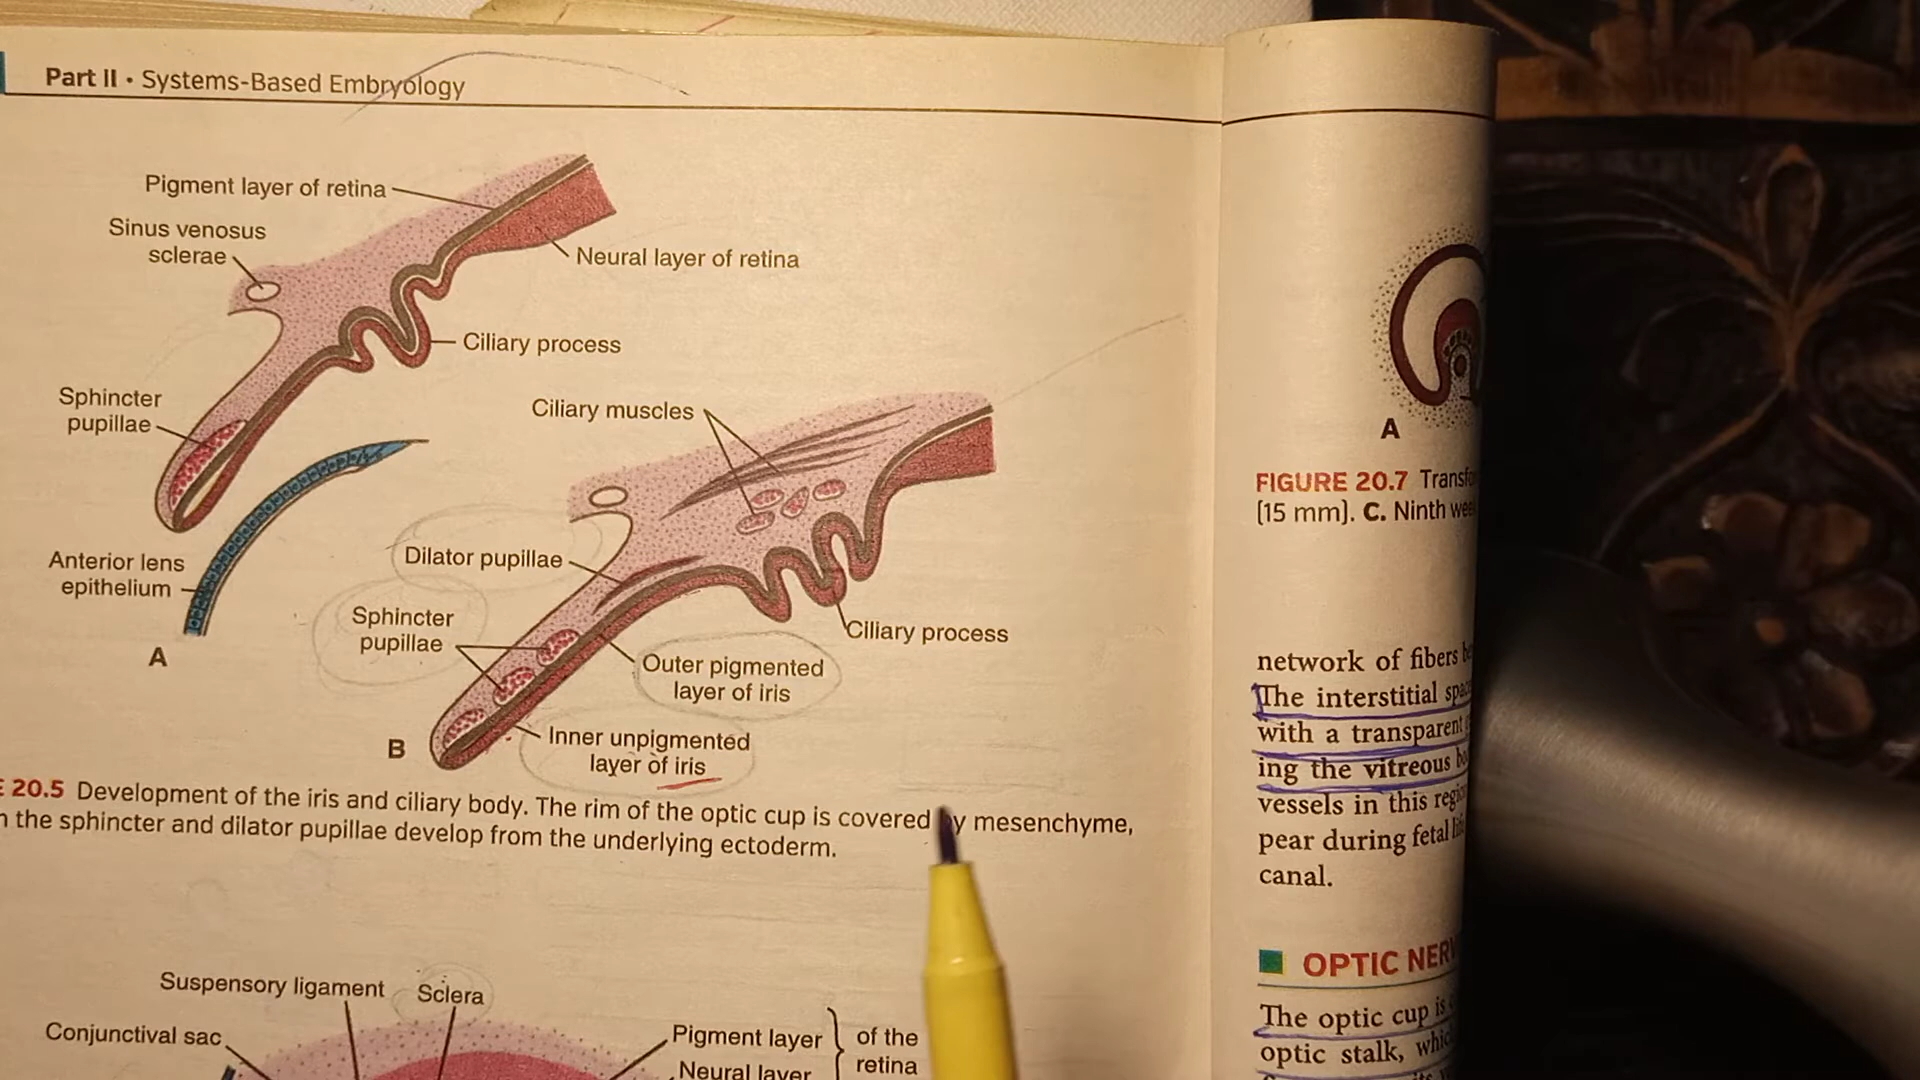 Part II • Systems-Based Embryology
Pigment layer of retina
Sinus venosus
sclerae
Neural layer of retina
Ciliary process
Sphincter
pupillae
Anterior lens
epithelium
A
Ciliary muscles
Dilator pupillae
Sphincter
pupillae
Ciliary process
Outer pigmented
layer of iris
Inner unpigmented
layer of iris
B
20.5 Development of the iris and ciliary body. The rim of the optic cup is covered mesenchyme,
the sphincter and dilator pupillae develop from the underlying ectoderm.
Suspensory ligament
Sclera
Conjunctival sac
Pigment layer
Neural layer
of the
retina
A
FIGURE 20.7
(15 mm). C. Ninth
network of fibers
The interstitial
with a transparent
ing the vitreous
vessels in this
pear during fetal
canal.
OPTIC
The optic cup is
optic stalk,